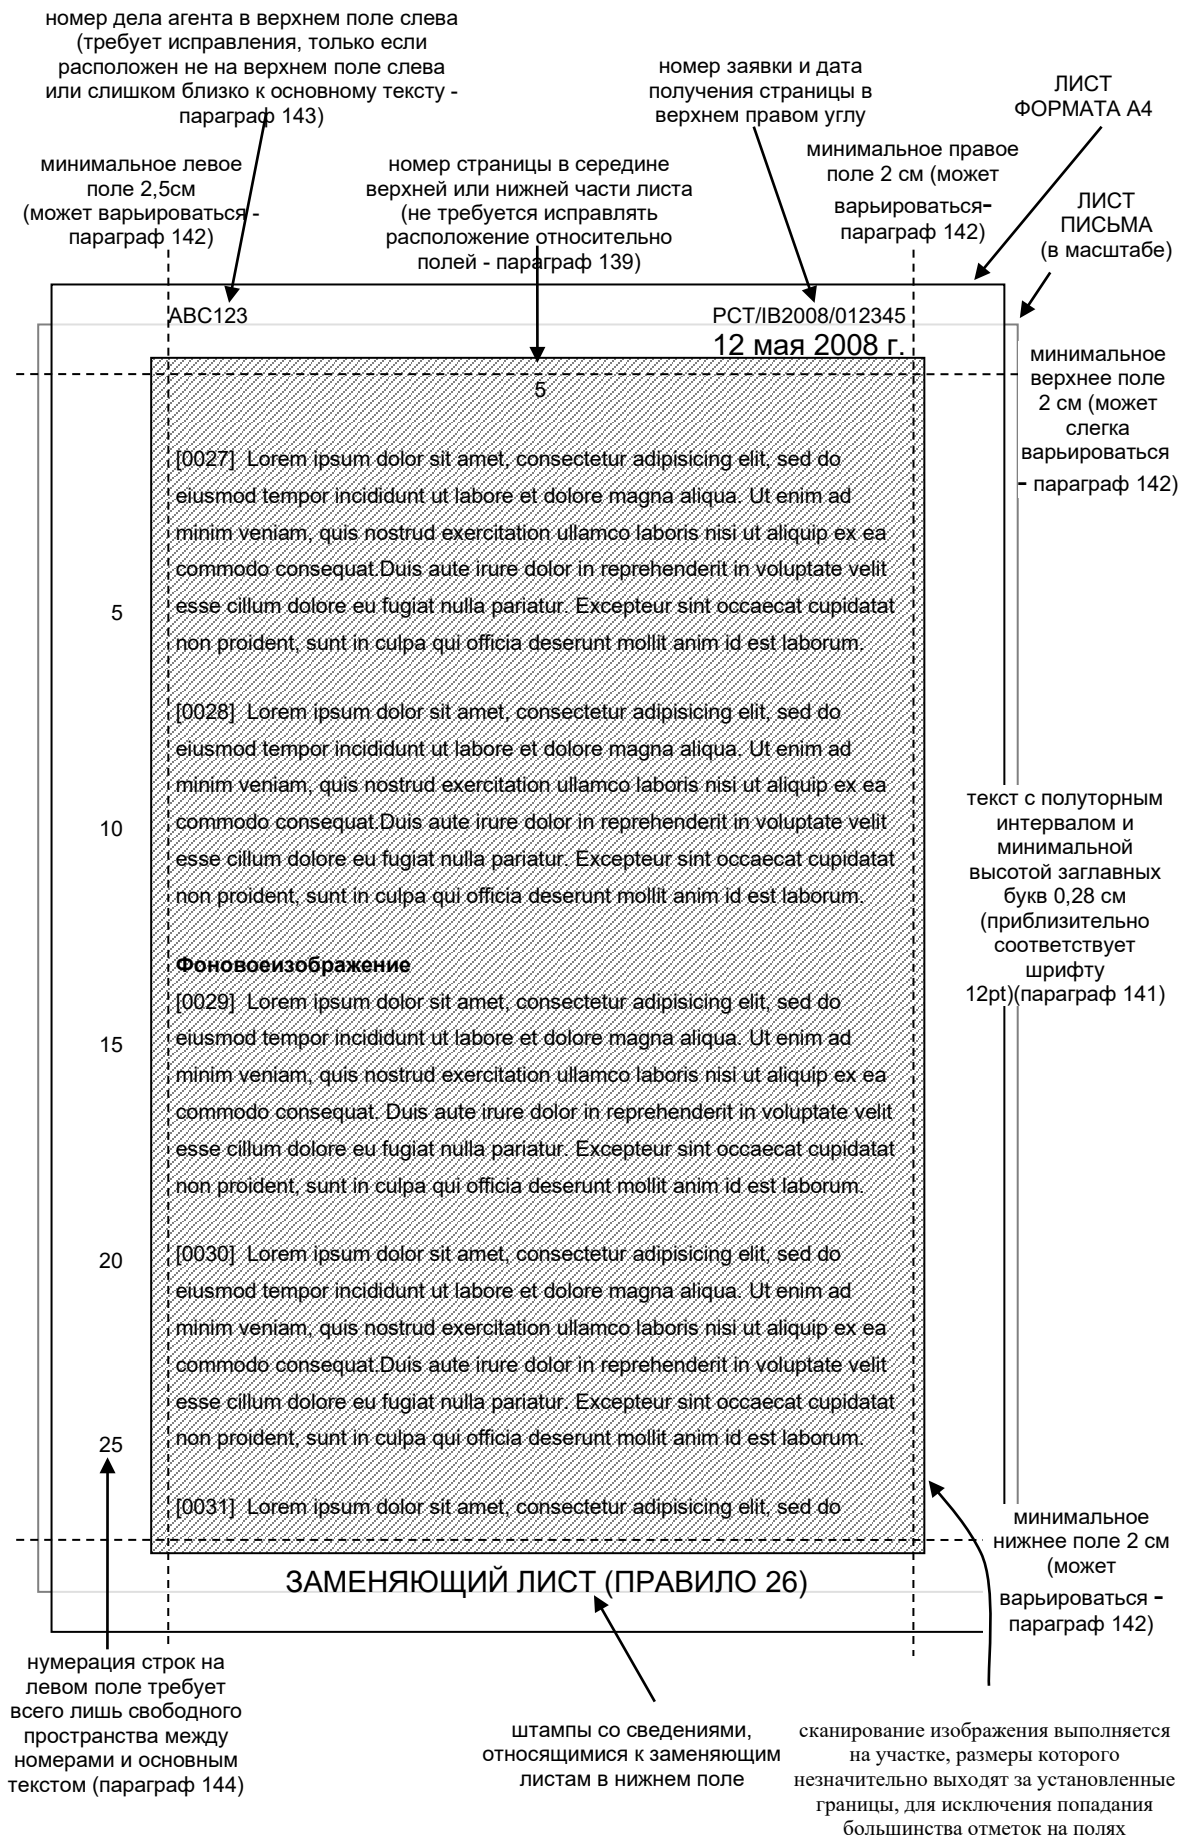 номер дела агента в верхнем поле слева
(требует исправления, только если
расположен не на верхнем поле слева
или слишком близко к основному тексту -
параграф 143)
номер заявки и дата
получения страницы в
верхнем правом углу
ЛИСТ
ФОРМАТА А4
минимальное левое
поле 2,5см
(может варьироваться -
параграф 142)
номер страницы в середине
верхней или нижней части листа
(не требуется исправлять
расположение относительно
полей - параграф 139)
минимальное правое
поле 2 см (может
варьироваться-
параграф 142)
ЛИСТ
ПИСЬМА
(в масштабе)
ABC123
PCT/IB2008/012345
12 мая 2008 г.
минимальное
верхнее поле
2 см (может
слегка
варьироваться
- параграф 142)
5
[0027] Lorem ipsum dolor sit amet, consectetur adipisicing elit, sed do
eiusmod tempor incididunt ut labore et dolore magna aliqua. Ut enim ad
minim veniam, quis nostrud exercitation ullamco laboris nisi ut aliquip ex ea
commodo consequat.Duis aute irure dolor in reprehenderit in voluptate velit
5 esse cillum dolore eu fugiat nulla pariatur. Excepteur sint occaecat cupidatat
non proident, sunt in culpa qui officia deserunt mollit anim id est laborum.
[0028] Lorem ipsum dolor sit amet, consectetur adipisicing elit, sed do
eiusmod tempor incididunt ut labore et dolore magna aliqua. Ut enim ad
minim veniam, quis nostrud exercitation ullamco laboris nisi ut aliquip ex ea
10 commodo consequat.Duis aute irure dolor in reprehenderit in voluptate velit
esse cillum dolore eu fugiat nulla pariatur. Excepteur sint occaecat cupidatat
non proident, sunt in culpa qui officia deserunt mollit anim id est laborum.
текст с полуторным
интервалом и
минимальной
высотой заглавных
букв 0,28 см
(приблизительно
соответствует
шрифту
12pt)(параграф 141)
Фоновоеизображение
[0029] Lorem ipsum dolor sit amet, consectetur adipisicing elit, sed do
15 eiusmod tempor incididunt ut labore et dolore magna aliqua. Ut enim ad
minim veniam, quis nostrud exercitation ullamco laboris nisi ut aliquip ex ea
commodo consequat. Duis aute irure dolor in reprehenderit in voluptate velit
esse cillum dolore eu fugiat nulla pariatur. Excepteur sint occaecat cupidatat
non proident, sunt in culpa qui officia deserunt mollit anim id est laborum.
20 [0030] Lorem ipsum dolor sit amet, consectetur adipisicing elit, sed do
eiusmod tempor incididunt ut labore et dolore magna aliqua. Ut enim ad
minim veniam, quis nostrud exercitation ullamco laboris nisi ut aliquip ex ea
commodo consequat.Duis aute irure dolor in reprehenderit in voluptate velit
esse cillum dolore eu fugiat nulla pariatur. Excepteur sint occaecat cupidatat
25 non proident, sunt in culpa qui officia deserunt mollit anim id est laborum.
[0031] Lorem ipsum dolor sit amet, consectetur adipisicing elit, sed do
минимальное
нижнее поле 2 см
(может
варьироваться -
параграф 142)
ЗАМЕНЯЮЩИЙ ЛИСТ (ПРАВИЛО 26)
нумерация строк на
левом поле требует
всего лишь свободного
пространства между
номерами и основным
текстом (параграф 144)
штампы со сведениями,
относящимися к заменяющим
листам в нижнем поле
сканирование изображения выполняется
на участке, размеры которого
незначительно выходят за установленные
границы, для исключения попадания
большинства отметок на полях